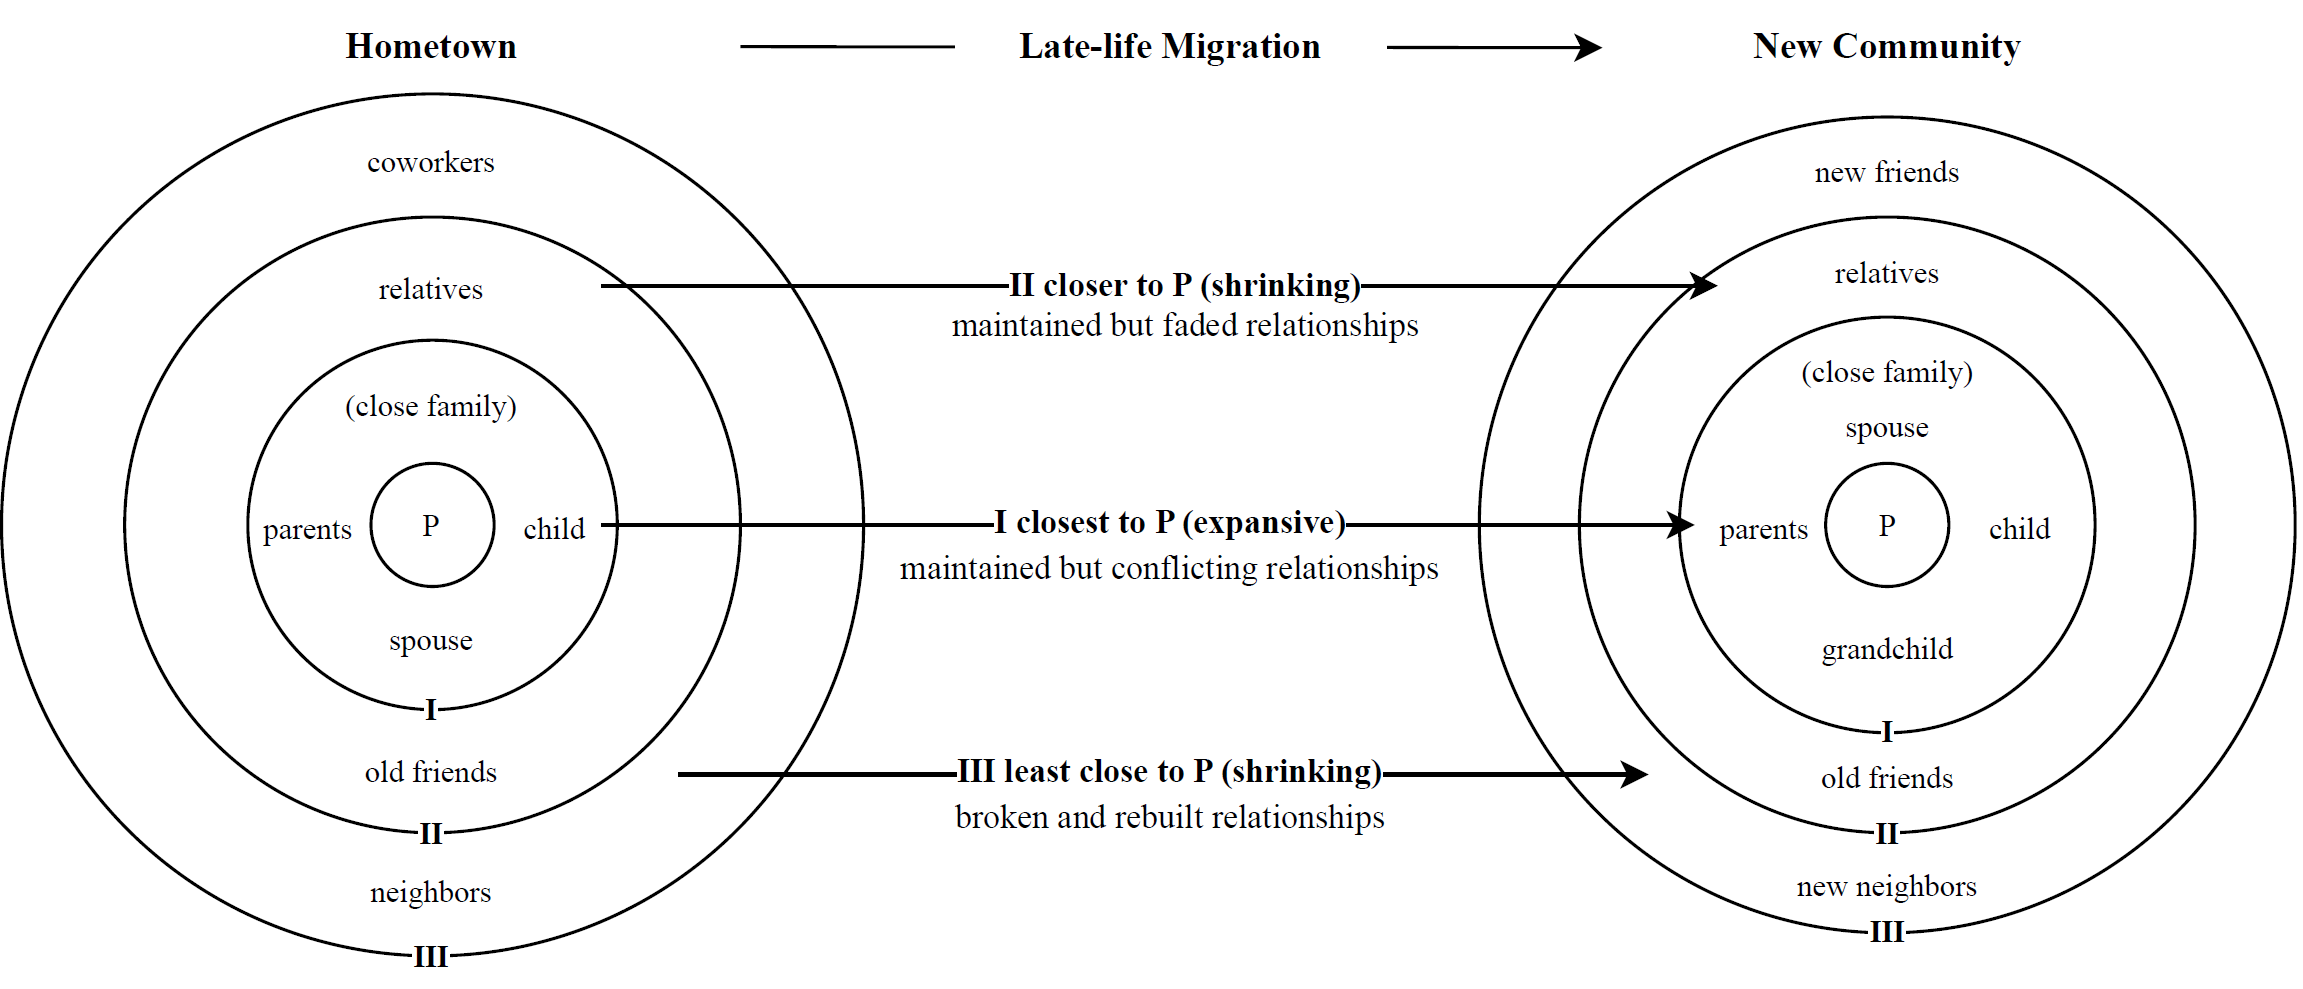 Hometown
Late-life Migration
New Community
coworkers
relatives
(close family)
parents
P
child
spouse
I
old friends
II
neighbors
III
II closer to P (shrinking)
maintained but faded relationships
I closest to P (expansive)
maintained but conflicting relationships
III least close to P (shrinking)
broken and rebuilt relationships
new friends
relatives
(close family)
spouse
parents
P
child
grandchild
I
old friends
II
new neighbors
III